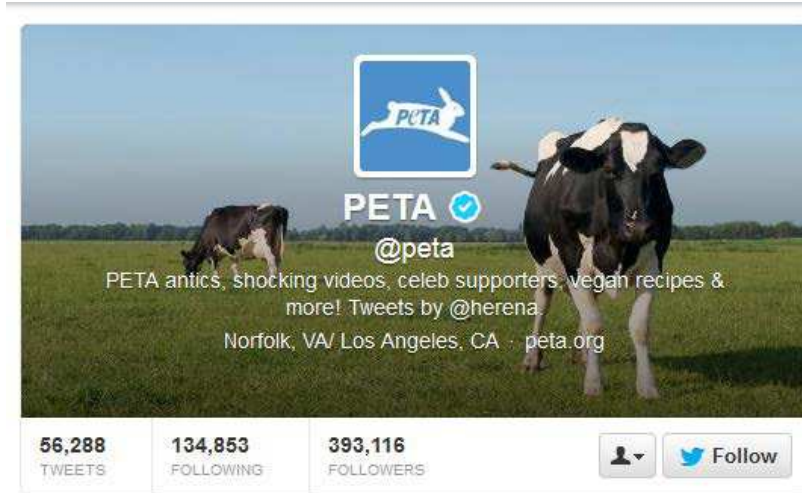 PETA
PETA
@peta
PETA antics, shocking videos, celeb supporters, vegan recipes &
more! Tweets by @herena.
Norfolk, VA/ Los Angeles, CA · peta.org
56,288 134,853 393,116
TWEETS FOLLOWING FOLLOWERS
Follow